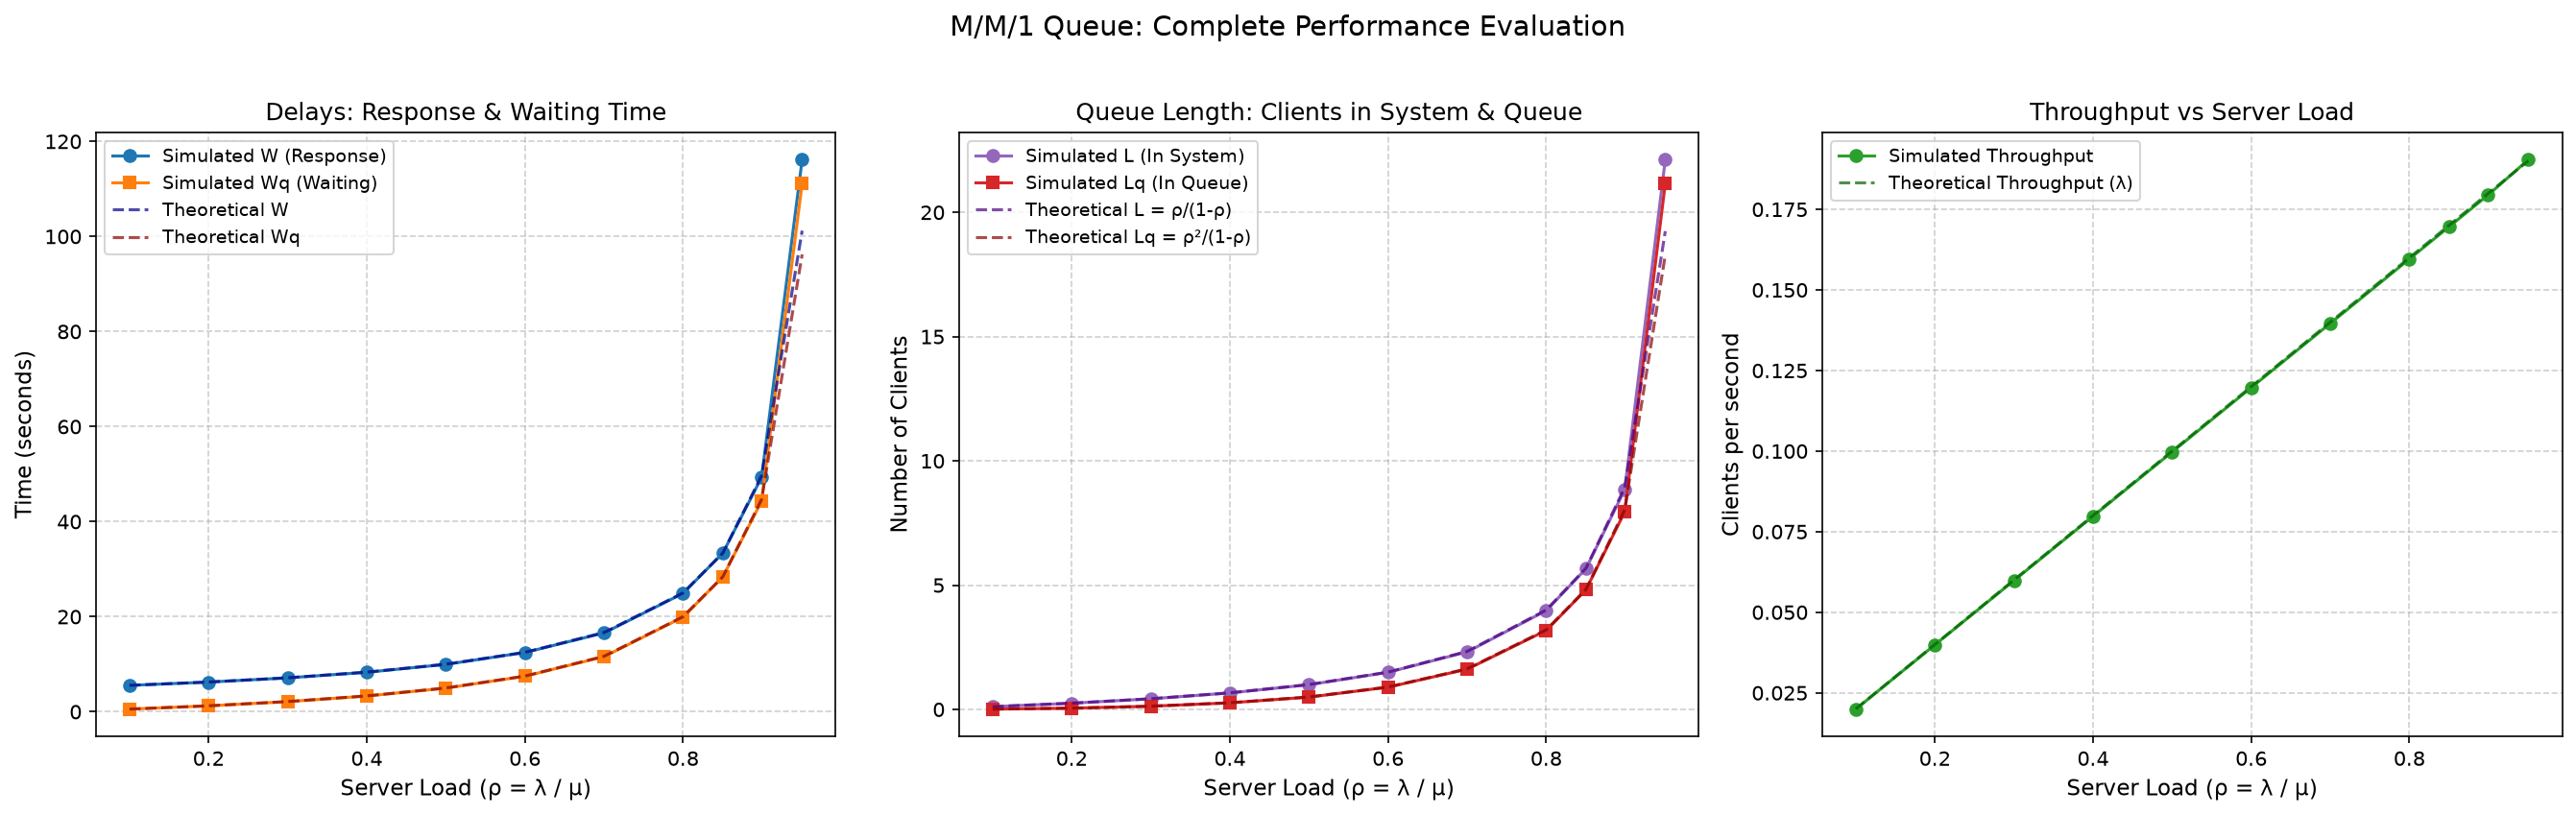 M/M/1 Queue: Complete Performance Evaluation
Delays: Response & Waiting Time
120
100
80
60
40
20
0
Time (seconds)
Simulated W (Response)
Simulated Wq (Waiting)
Theoretical W
Theoretical Wq
0.2 0.4 0.6 0.8
Server Load (ρ = λ / μ)
Queue Length: Clients in System & Queue
20
15
10
5
0
Number of Clients
Simulated L (In System)
Simulated Lq (In Queue)
Theoretical L = ρ/(1-ρ)
Theoretical Lq = ρ²/(1-ρ)
0.2 0.4 0.6 0.8
Server Load (ρ = λ / μ)
Throughput vs Server Load
0.175
0.150
0.125
0.100
0.075
0.050
0.025
Clients per second
Simulated Throughput
Theoretical Throughput (λ)
0.2 0.4 0.6 0.8
Server Load (ρ = λ / μ)